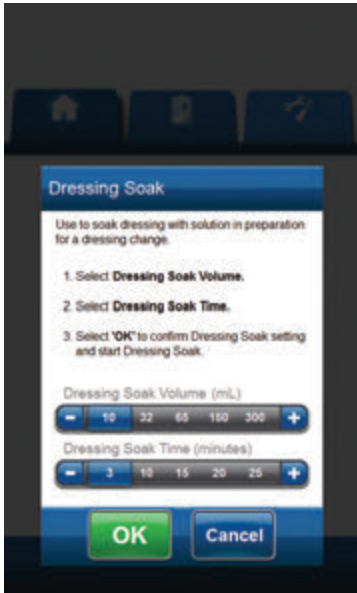 Dressing Soak
Use to soak dressing with solution in preparation
for a dressing change.
1. Select Dressing Soak Volume.
2. Select Dressing Soak Time.
3. Select 'OK' to confirm Dressing Soak setting
and start Dressing Soak.
Dressing Soak Volume (mL)
- 10 32 65 150 300 +
Dressing Soak Time (minutes)
- 3 10 15 20 25 +
OK Cancel